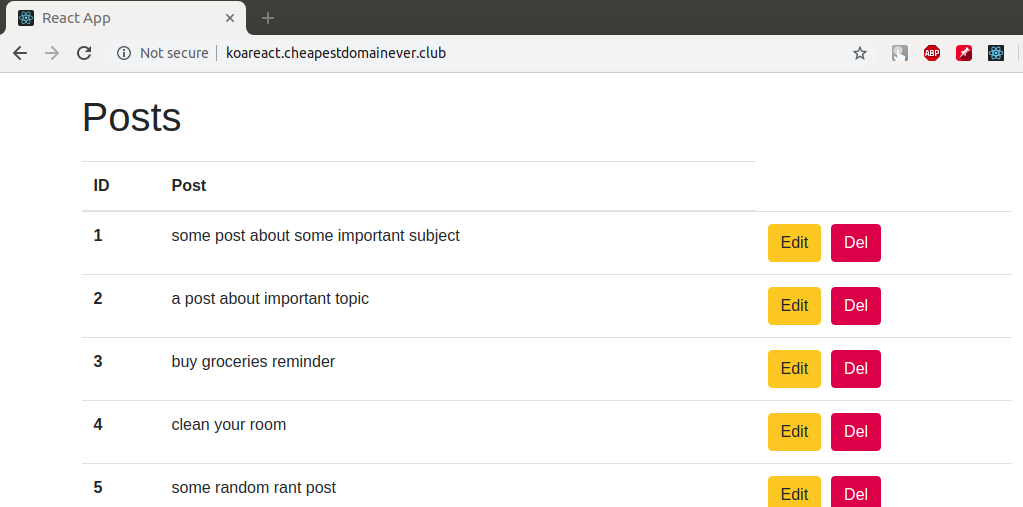 React App
Not secure koareact.cheapestdomainever.club
ABP
Posts
ID Post
1 some post about some important subject Edit Del
2 a post about important topic Edit Del
3 buy groceries reminder Edit Del
4 clean your room Edit Del
5 some random rant post Edit Del